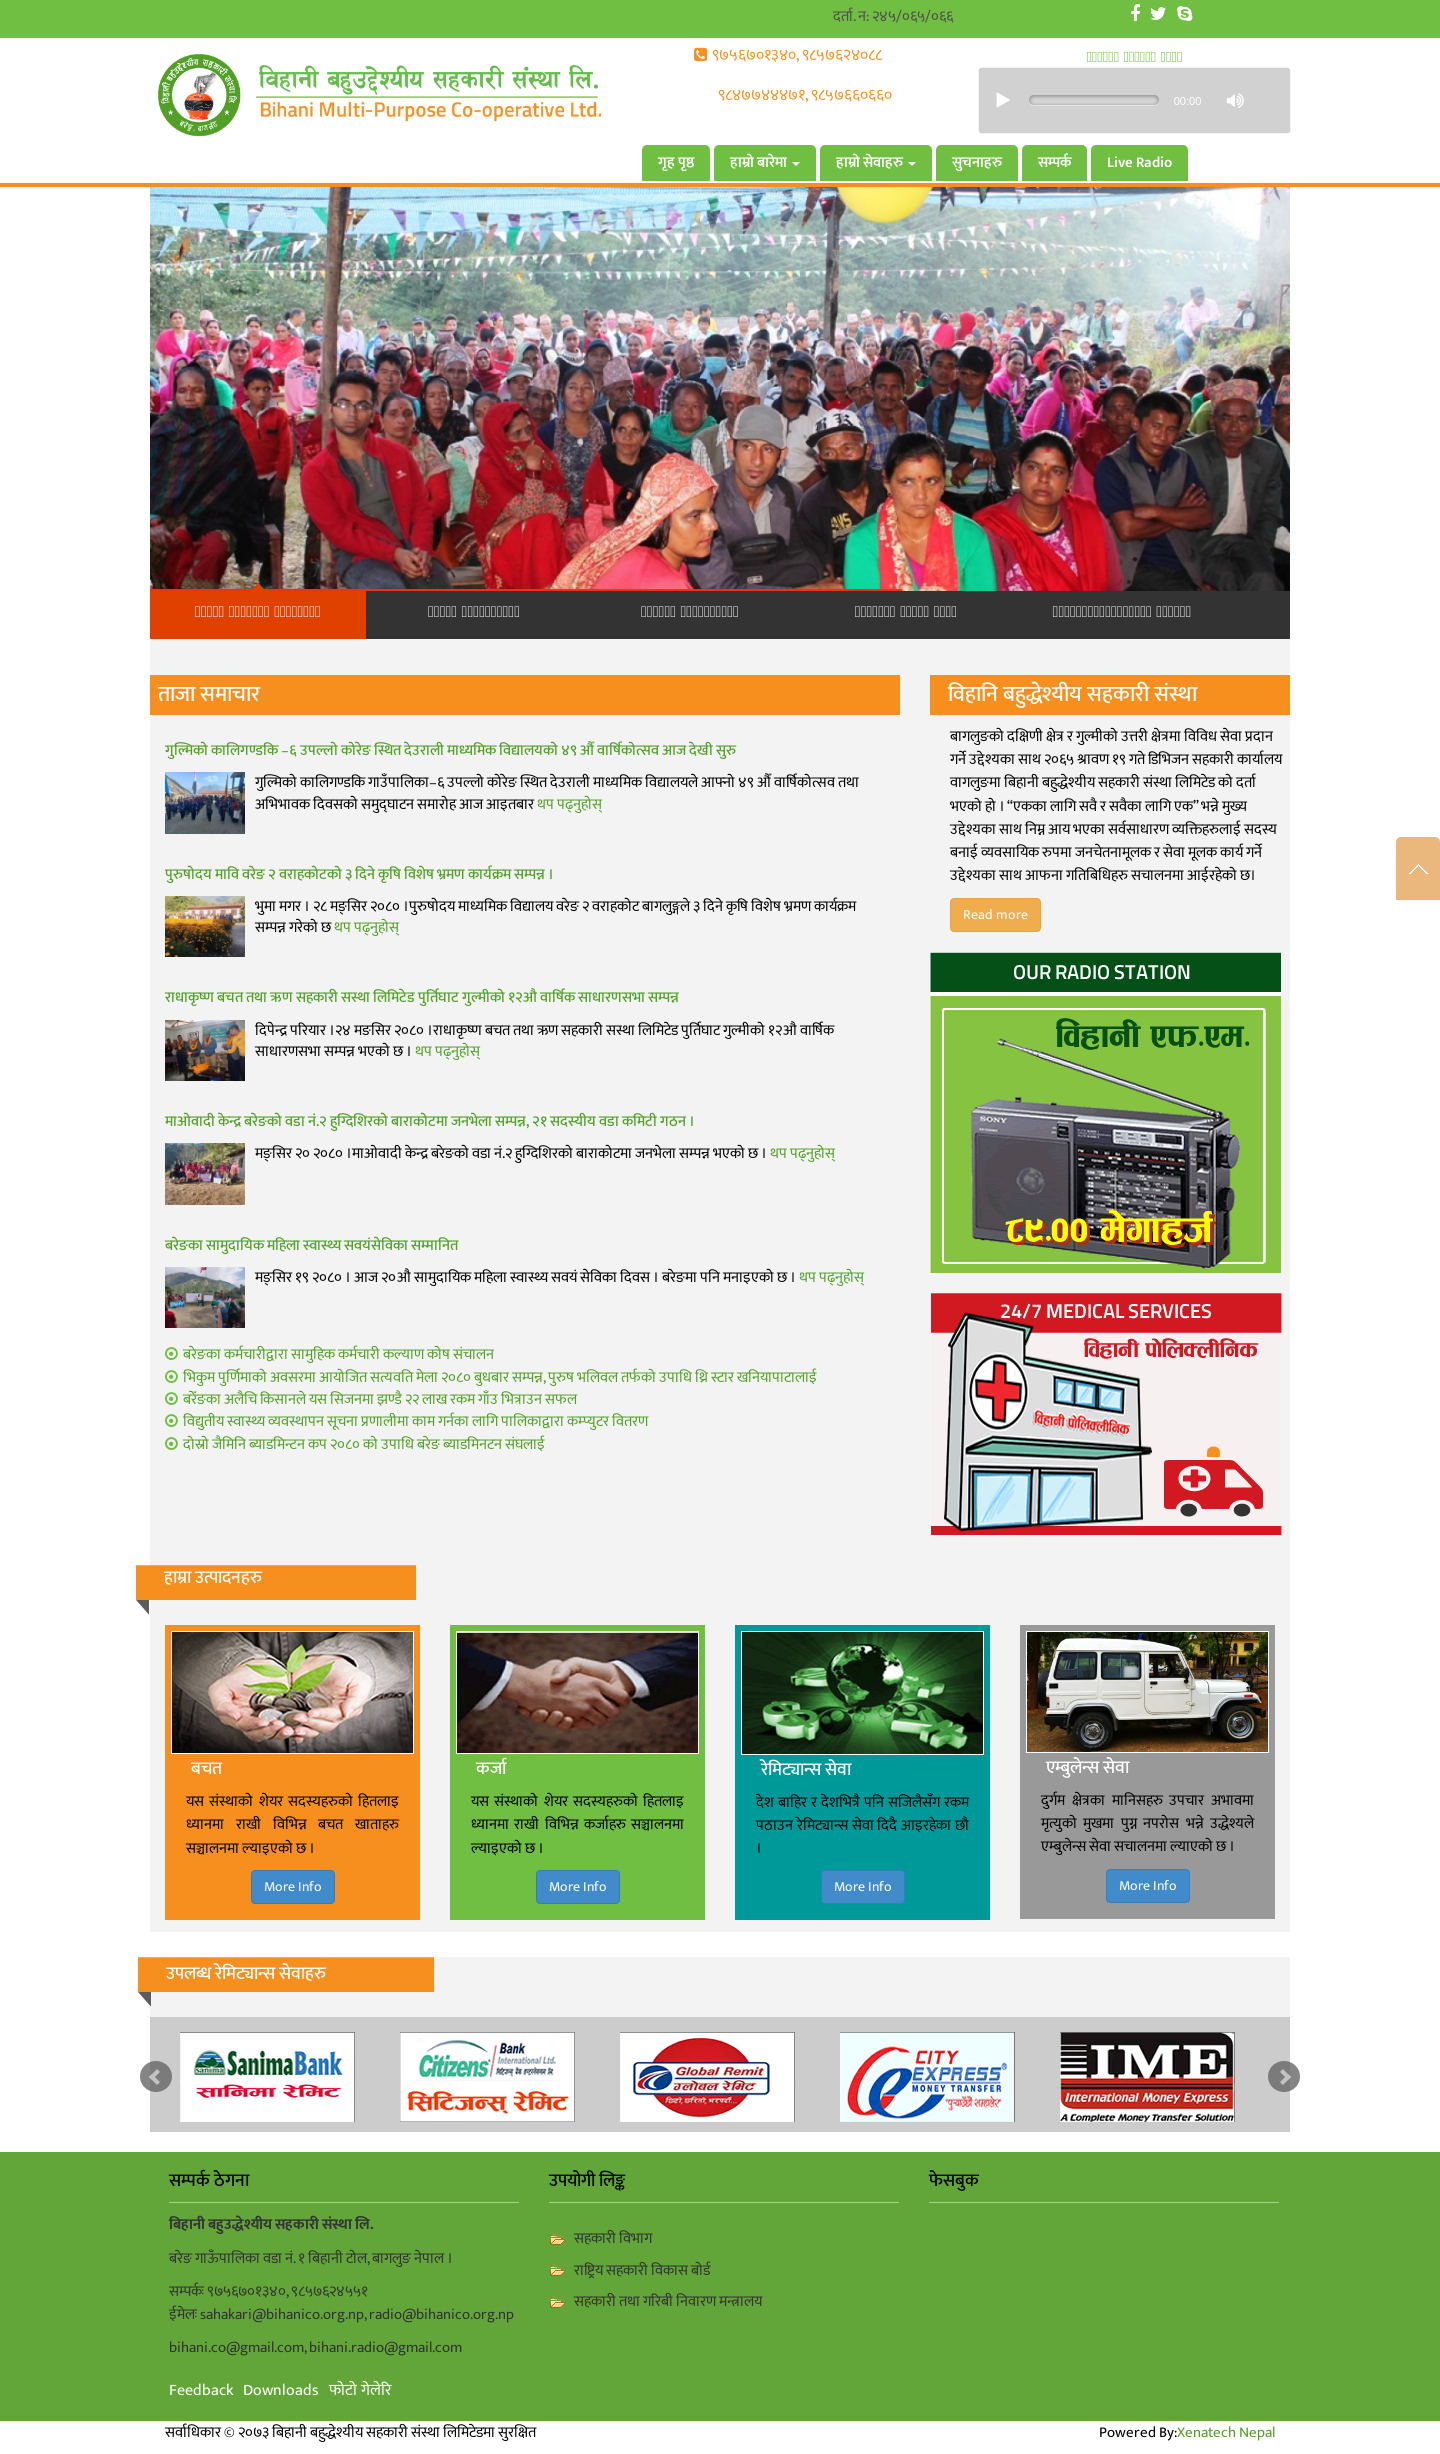 दर्ता. न: २४५/०६५/०६६
विहानी बहुउद्देश्यीय सहकारी संस्था लि.
Bihani Multi-Purpose Co-operative Ltd.
९७५६७०१३४०, ९८५७६२४०८८
९८४७७४४४७१, ९८५७६६०६६०
00:00
गृह पृष्ठ
हाम्रो बारेमा
हाम्रो सेवाहरु
सुचनाहरु
सम्पर्क
Live Radio
ताजा समाचार
गुल्मिको कालिगण्डकि –६ उपल्लो कोरेङ स्थित देउराली माध्यमिक विद्यालयको ४९ औँ वार्षिकोत्सव आज देखी सुरु
गुल्मिको कालिगण्डकि गाउँपालिका–६ उपल्लो कोरेङ स्थित देउराली माध्यमिक विद्यालयले आफ्नो ४९ औँ वार्षिकोत्सव तथा
अभिभावक दिवसको समुद्घाटन समारोह आज आइतबार थप पढ्नुहोस्
पुरुषोदय मावि वरेङ २ वराहकोटको ३ दिने कृषि विशेष भ्रमण कार्यक्रम सम्पन्न ।
भुमा मगर । २८ मङ्सिर २०८० ।पुरुषोदय माध्यमिक विद्यालय वरेङ २ वराहकोट बागलुङ्गले ३ दिने कृषि विशेष भ्रमण कार्यक्रम
सम्पन्न गरेको छ थप पढ्नुहोस्
राधाकृष्ण बचत तथा ऋण सहकारी सस्था लिमिटेड पुर्तिघाट गुल्मीको १२औ वार्षिक साधारणसभा सम्पन्न
दिपेन्द्र परियार ।२४ मङसिर २०८० ।राधाकृष्ण बचत तथा ऋण सहकारी सस्था लिमिटेड पुर्तिघाट गुल्मीको १२औ वार्षिक
साधारणसभा सम्पन्न भएको छ । थप पढ्नुहोस्
माओवादी केन्द्र बरेङको वडा नं.२ हुग्दिशिरको बाराकोटमा जनभेला सम्पन्न, २१ सदस्यीय वडा कमिटी गठन ।
मङ्सिर २० २०८० ।माओवादी केन्द्र बरेङको वडा नं.२ हुग्दिशिरको बाराकोटमा जनभेला सम्पन्न भएको छ । थप पढ्नुहोस्
बरेङका सामुदायिक महिला स्वास्थ्य सवयंसेविका सम्मानित
मङ्सिर १९ २०८० । आज २०औ सामुदायिक महिला स्वास्थ्य सवयं सेविका दिवस । बरेङमा पनि मनाइएको छ । थप पढ्नुहोस्
बरेङका कर्मचारीद्वारा सामुहिक कर्मचारी कल्याण कोष संचालन
भिकुम पुर्णिमाको अवसरमा आयोजित सत्यवति मेला २०८० बुधबार सम्पन्न, पुरुष भलिवल तर्फको उपाधि थ्रि स्टार खनियापाटालाई
बरेँङका अलैचि किसानले यस सिजनमा झण्डै २२ लाख रकम गाँउ भित्राउन सफल
विद्युतीय स्वास्थ्य व्यवस्थापन सूचना प्रणालीमा काम गर्नका लागि पालिकाद्वारा कम्प्युटर वितरण
दोस्रो जैमिनि ब्याडमिन्टन कप २०८० को उपाधि बरेङ ब्याडमिनटन संघलाई
विहानि बहुद्धेश्यीय सहकारी संस्था
बागलुङको दक्षिणी क्षेत्र र गुल्मीको उत्तरी क्षेत्रमा विविध सेवा प्रदान
गर्ने उद्देश्यका साथ २०६५ श्रावण १९ गते डिभिजन सहकारी कार्यालय
वागलुङमा बिहानी बहुद्धेश्यीय सहकारी संस्था लिमिटेड को दर्ता
भएको हो । “एकका लागि सवै र सवैका लागि एक” भन्ने मुख्य
उद्देश्यका साथ निम्न आय भएका सर्वसाधारण व्यक्तिहरुलाई सदस्य
बनाई व्यवसायिक रुपमा जनचेतनामूलक र सेवा मूलक कार्य गर्ने
उद्देश्यका साथ आफना गतिबिधिहरु सचालनमा आईरहेको छ।
Read more
OUR RADIO STATION
विहानी एफ.एम.
SONY
८९.00 मेगाहर्ज
24/7 MEDICAL SERVICES
विहानी पोलिक्लीनिक
विहानी पोलिक्लीनिक
हाम्रा उत्पादनहरु
बचत
यस संस्थाको शेयर सदस्यहरुको हितलाइ
ध्यानमा राखी विभिन्न बचत खाताहरु
सञ्चालनमा ल्याइएको छ ।
More Info
कर्जा
यस संस्थाको शेयर सदस्यहरुको हितलाइ
ध्यानमा राखी विभिन्न कर्जाहरु सञ्चालनमा
ल्याइएको छ ।
More Info
रेमिट्यान्स सेवा
देश बाहिर र देशभित्रै पनि सजिलैसँग रकम
पठाउन रेमिट्यान्स सेवा दिदै आइरहेका छौ
।
More Info
एम्बुलेन्स सेवा
दुर्गम क्षेत्रका मानिसहरु उपचार अभावमा
मृत्युको मुखमा पुग्न नपरोस भन्ने उद्धेश्यले
एम्बुलेन्स सेवा सचालनमा ल्याएको छ ।
More Info
उपलब्ध रेमिट्यान्स सेवाहरु
SanimaBank
सानिमा रेमिट
Citizens Bank
International Ltd.
सिटिजन्स् रेमिट
Global Remit
ग्लोबल रेमिट
CITY
EXPRESS
MONEY TRANSFER
IME
International Money Express
A Complete Money Transfer Solution
सम्पर्क ठेगना
बिहानी बहुउद्धेश्यीय सहकारी संस्था लि.
बरेङ गाऊँपालिका वडा नं. १ बिहानी टोल, बागलुङ नेपाल ।
सम्पर्कः ९७५६७०१३४०, ९८५७६२४५५१
ईमेलः sahakari@bihanico.org.np, radio@bihanico.org.np
bihani.co@gmail.com, bihani.radio@gmail.com
Feedback Downloads फोटो गेलेरि
उपयोगी लिङ्क
सहकारी विभाग
राष्ट्रिय सहकारी विकास बोर्ड
सहकारी तथा गरिबी निवारण मन्त्रालय
फेसबुक
सर्वाधिकार © २०७३ बिहानी बहुद्धेश्यीय सहकारी संस्था लिमिटेडमा सुरक्षित
Powered By:Xenatech Nepal